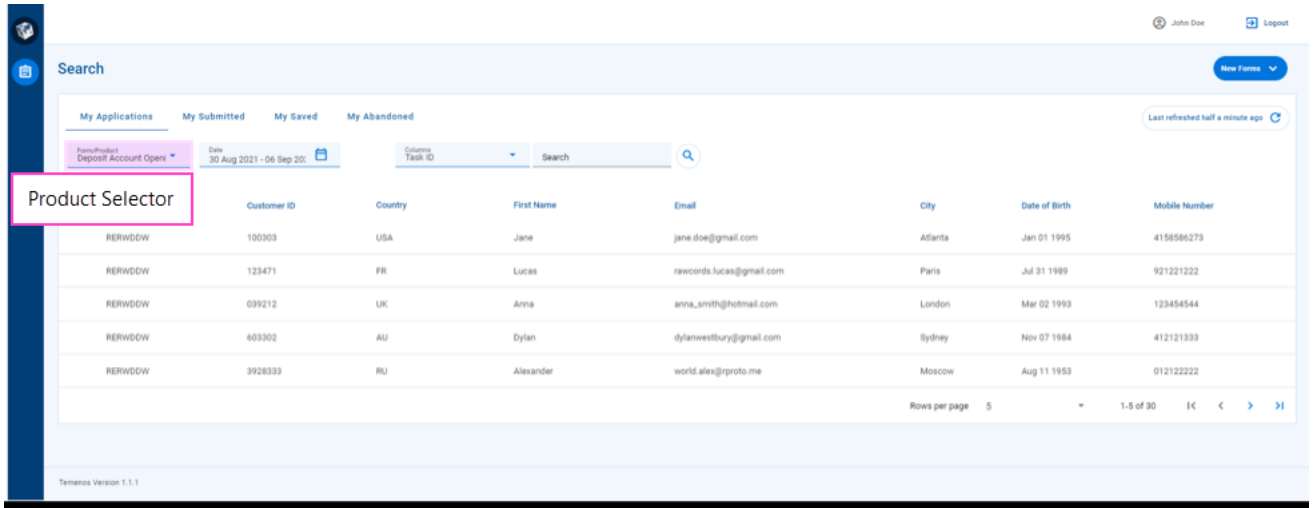 John Doe Logout
Search New Forms
My Applications My Submitted My Saved My Abandoned Last refreshed half a minute ago
Form/Product Date Columns
Deposit Account Openi 30 Aug 2021 - 06 Sep 20 Task ID Search
Product Selector
Customer ID Country First Name Email City Date of Birth Mobile Number
RERWDDW 100303 USA Jane jane.doe@gmail.com Atlanta Jan 01 1995 4158586273
RERWDDW 123471 FR Lucas rawcords.lucas@gmail.com Paris Jul 31 1989 921221222
RERWDDW 039212 UK Anna anna_smith@hotmail.com London Mar 02 1993 123454544
RERWDDW 603302 AU Dylan dylanwestbury@gmail.com Sydney Nov 07 1984 412121333
RERWDDW 3928333 RU Alexander world.alex@rproto.me Moscow Aug 11 1953 012122222
Rows per page 5 1-5 of 30
Temenos Version 1.1.1